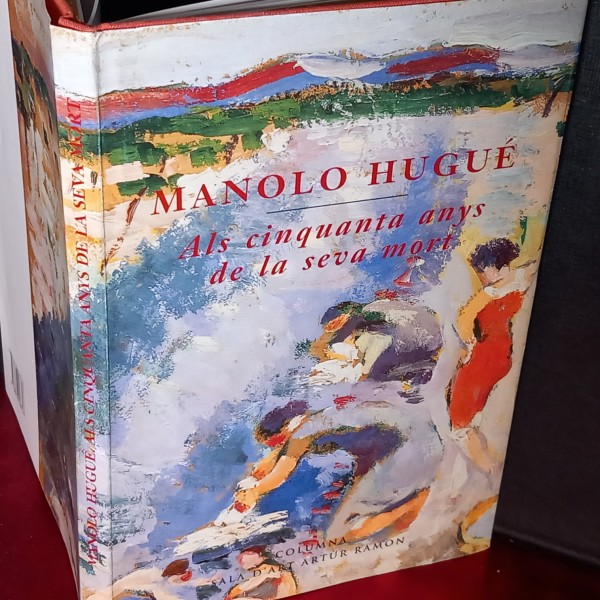 MANOLO HUGUÉ
Als cinquanta anys
de la seva mort
COLUMNA
SALA D'ART ARTUR RAMON
MANOLO HUGUÉ ALS CINQUANTA ANYS DE LA SEVA MORT